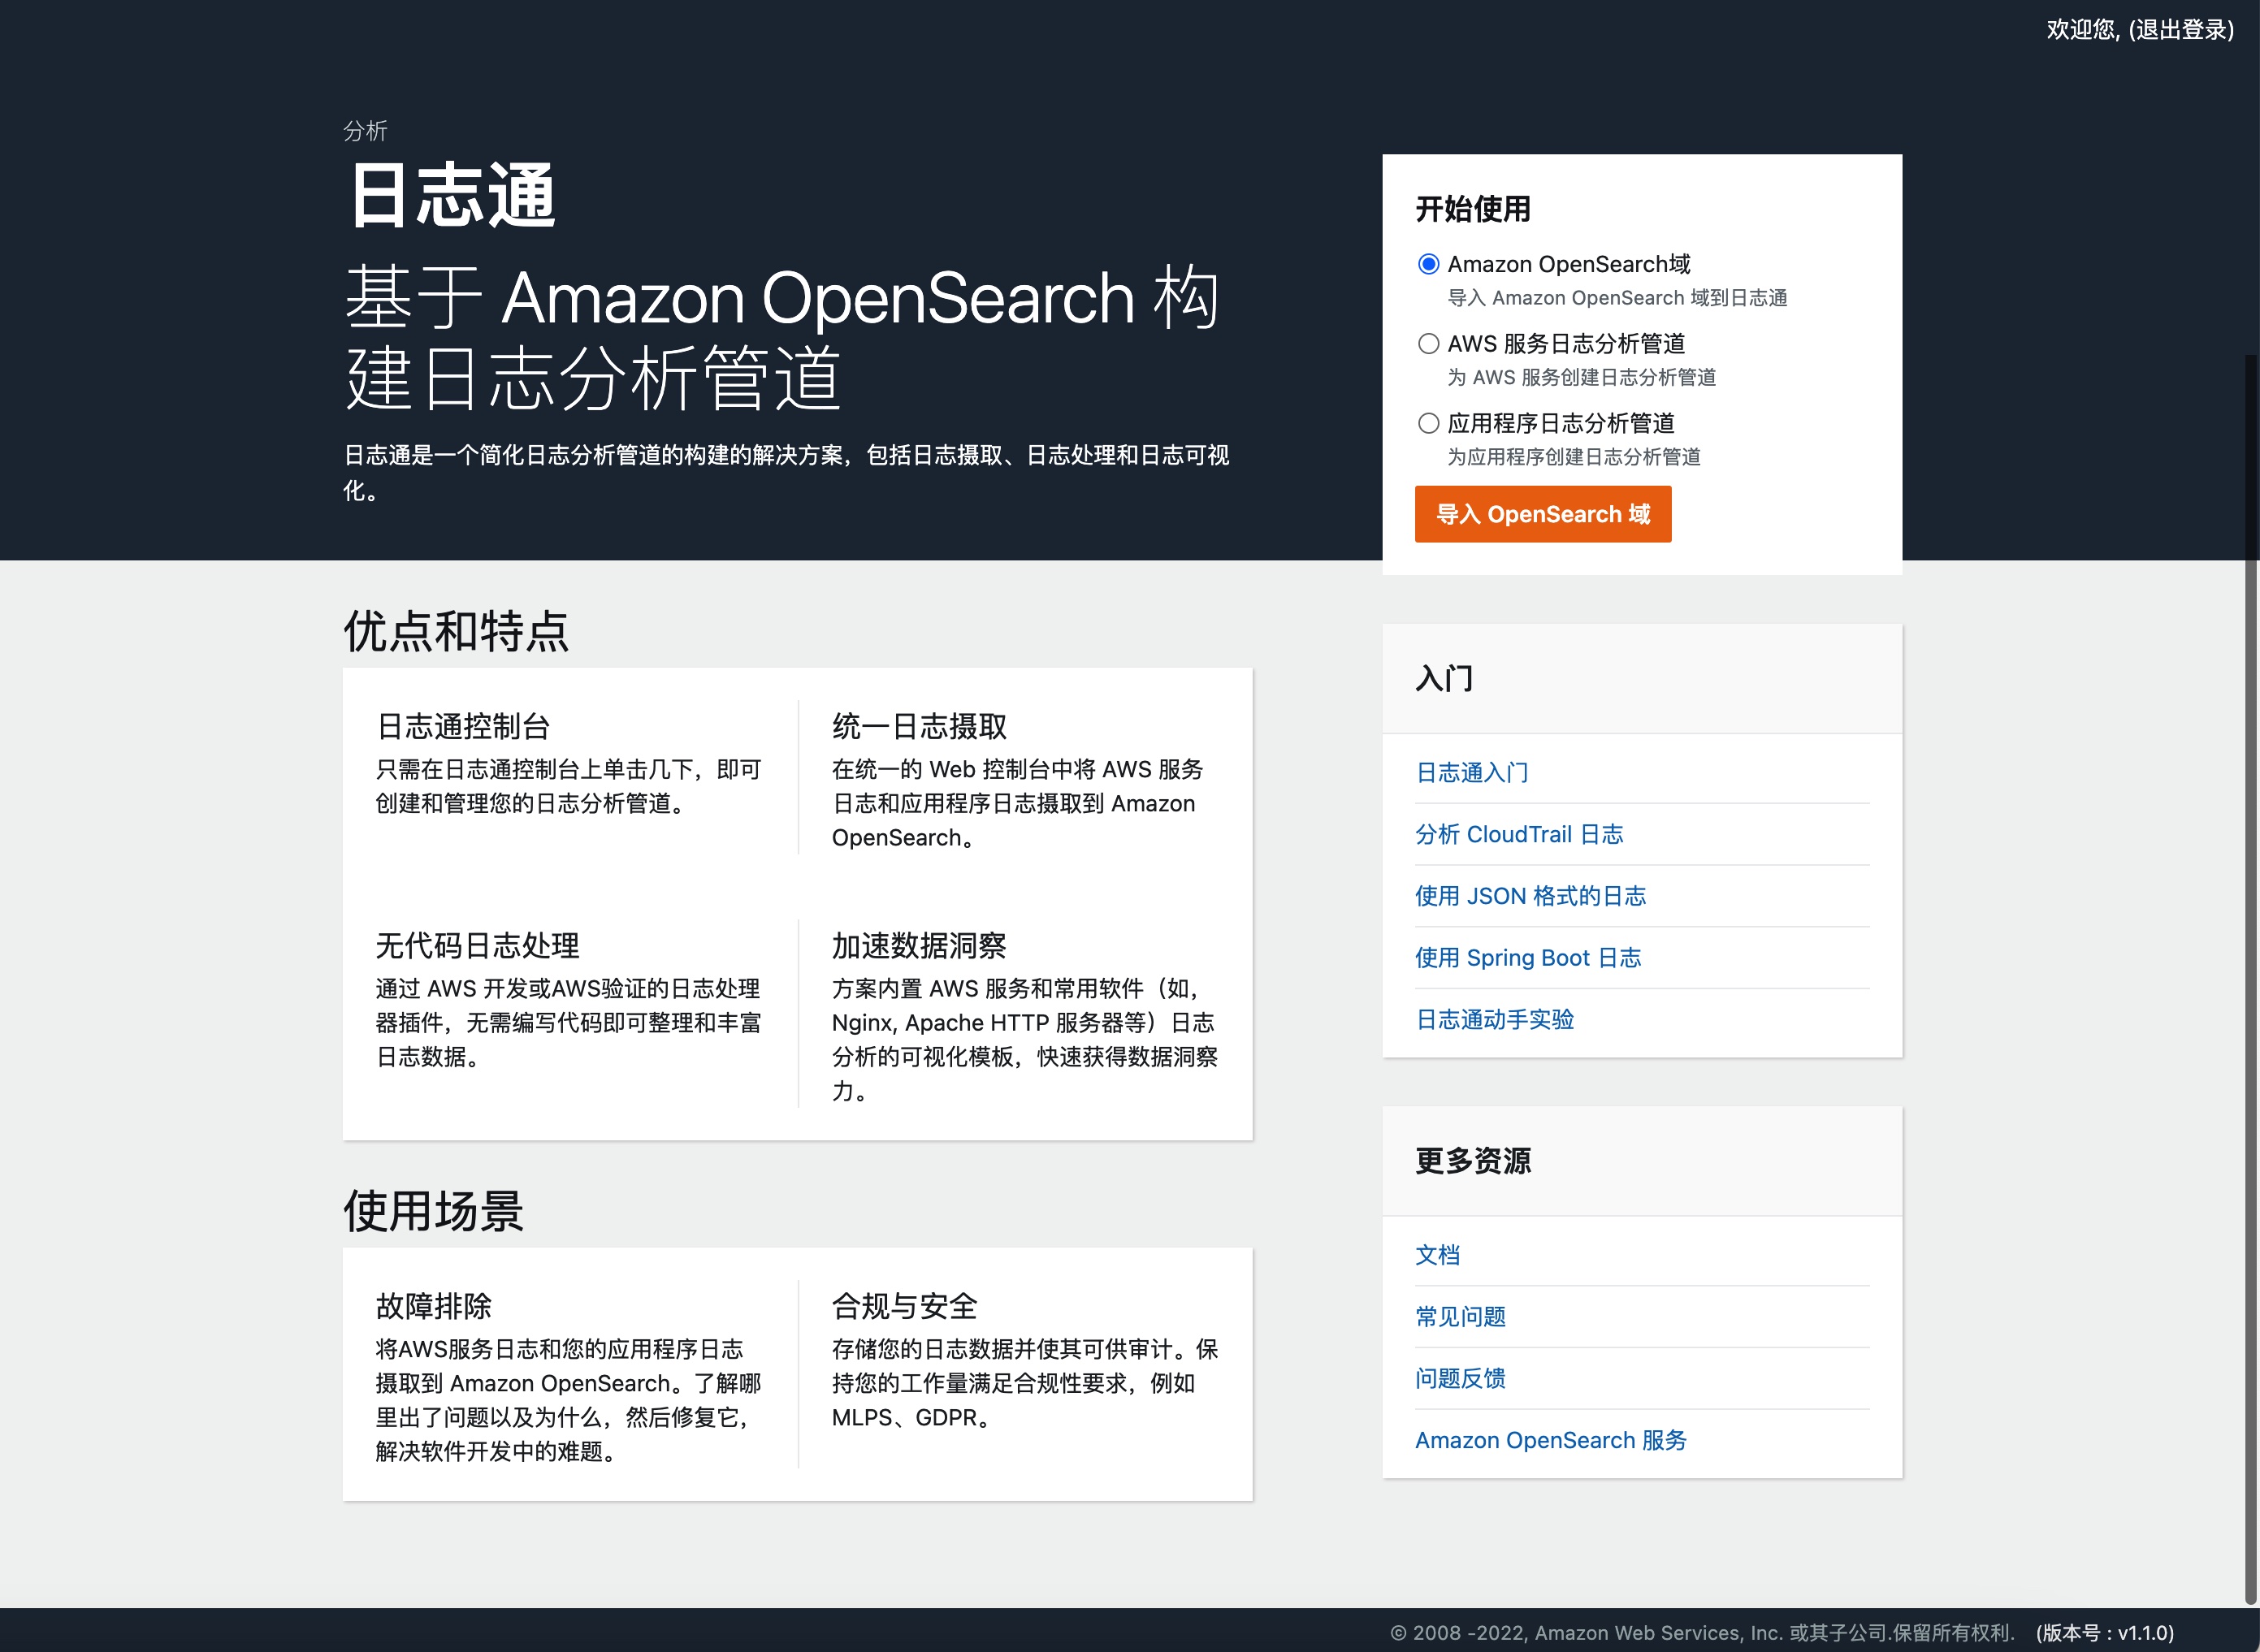 欢迎您, (退出登录)
分析
日志通
基于 Amazon OpenSearch 构
建日志分析管道
日志通是一个简化日志分析管道的构建的解决方案，包括日志摄取、日志处理和日志可视
化。
开始使用
Amazon OpenSearch域
导入 Amazon OpenSearch 域到日志通
AWS 服务日志分析管道
为 AWS 服务创建日志分析管道
应用程序日志分析管道
为应用程序创建日志分析管道
导入 OpenSearch 域
优点和特点
日志通控制台
只需在日志通控制台上单击几下，即可
创建和管理您的日志分析管道。
统一日志摄取
在统一的 Web 控制台中将 AWS 服务
日志和应用程序日志摄取到 Amazon
OpenSearch。
无代码日志处理
通过 AWS 开发或AWS验证的日志处理
器插件，无需编写代码即可整理和丰富
日志数据。
加速数据洞察
方案内置 AWS 服务和常用软件（如，
Nginx, Apache HTTP 服务器等）日志
分析的可视化模板，快速获得数据洞察
力。
使用场景
故障排除
将AWS服务日志和您的应用程序日志
摄取到 Amazon OpenSearch。了解哪
里出了问题以及为什么，然后修复它，
解决软件开发中的难题。
合规与安全
存储您的日志数据并使其可供审计。保
持您的工作量满足合规性要求，例如
MLPS、GDPR。
入门
日志通入门
分析 CloudTrail 日志
使用 JSON 格式的日志
使用 Spring Boot 日志
日志通动手实验
更多资源
文档
常见问题
问题反馈
Amazon OpenSearch 服务
© 2008 -2022, Amazon Web Services, Inc. 或其子公司.保留所有权利. (版本号 : v1.1.0)